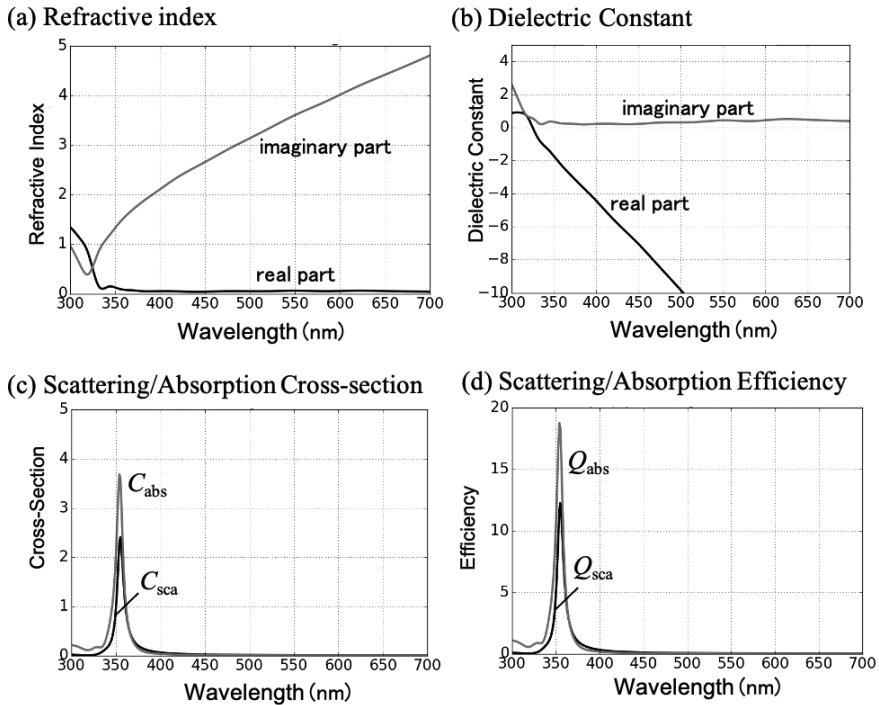 (a) Refractive index
5
4
3
2
1
0
300 350 400 450 500 550 600 650 700
Refractive Index
Wavelength (nm)
imaginary part
real part
(b) Dielectric Constant
4
2
0
−2
−4
−6
−8
−10
300 350 400 450 500 550 600 650 700
Dielectric Constant
Wavelength (nm)
imaginary part
real part
(c) Scattering/Absorption Cross-section
5
4
3
2
1
0
300 350 400 450 500 550 600 650 700
Cross-Section
Wavelength (nm)
Cabs
Csca
(d) Scattering/Absorption Efficiency
20
15
10
5
0
300 350 400 450 500 550 600 650 700
Efficiency
Wavelength (nm)
Qabs
Qsca